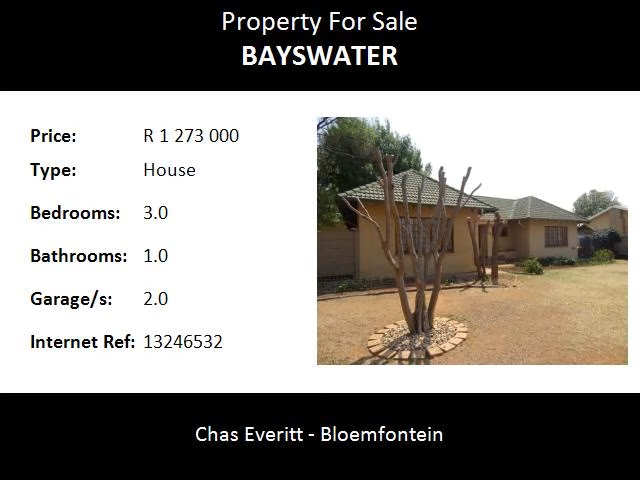 Property For Sale
BAYSWATER
Price: R 1 273 000
Type: House
Bedrooms: 3.0
Bathrooms: 1.0
Garage/s: 2.0
Internet Ref: 13246532
Chas Everitt - Bloemfontein